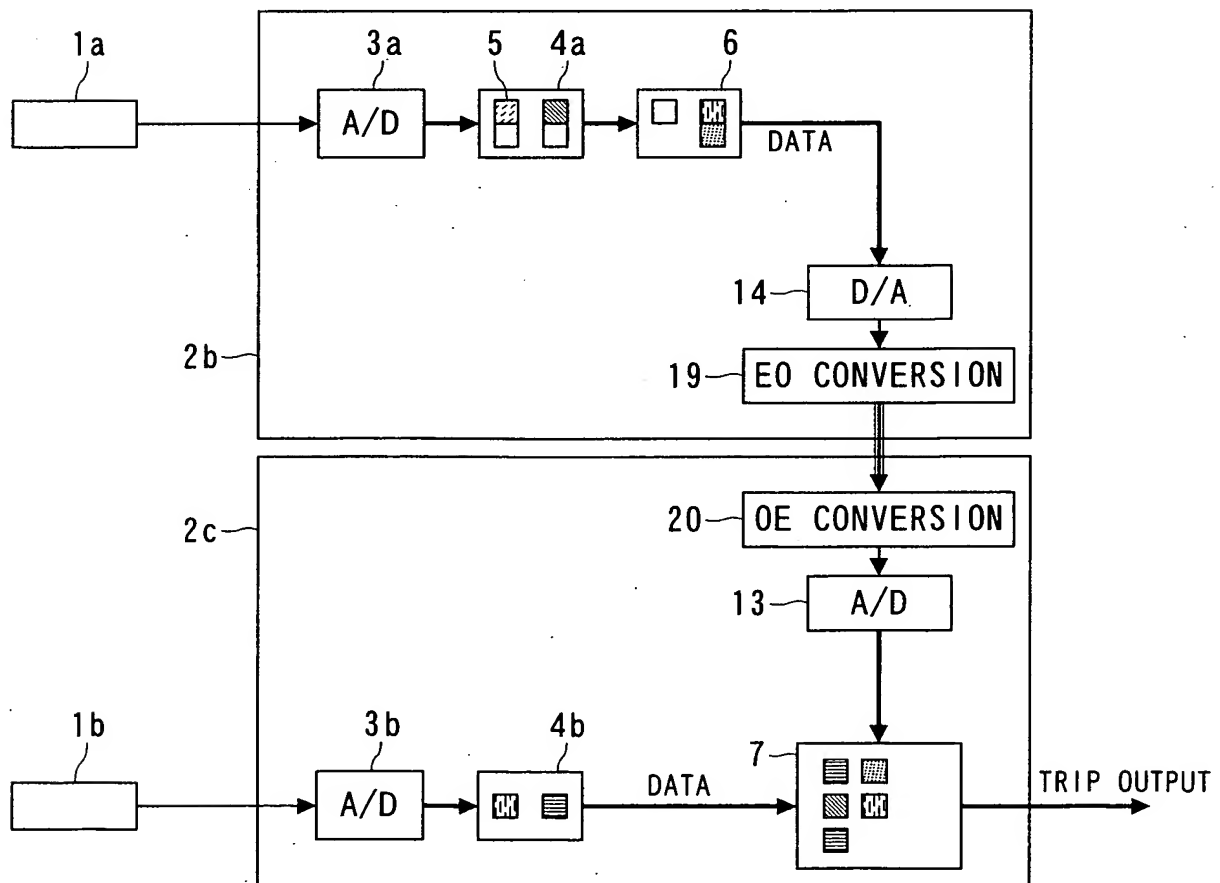 1a
3a
5
4a
6
A/D
DATA
14
D/A
2b
19
EO CONVERSION
2c
20
OE CONVERSION
13
A/D
1b
3b
4b
7
A/D
DATA
TRIP OUTPUT